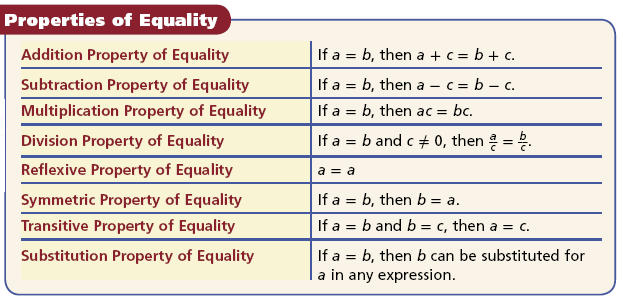 Properties of Equality
Addition Property of Equality If a = b, then a + c = b + c.
Subtraction Property of Equality If a = b, then a − c = b − c.
Multiplication Property of Equality If a = b, then ac = bc.
Division Property of Equality If a = b and c ≠ 0, then a/c = b/c.
Reflexive Property of Equality a = a
Symmetric Property of Equality If a = b, then b = a.
Transitive Property of Equality If a = b and b = c, then a = c.
Substitution Property of Equality If a = b, then b can be substituted for
a in any expression.